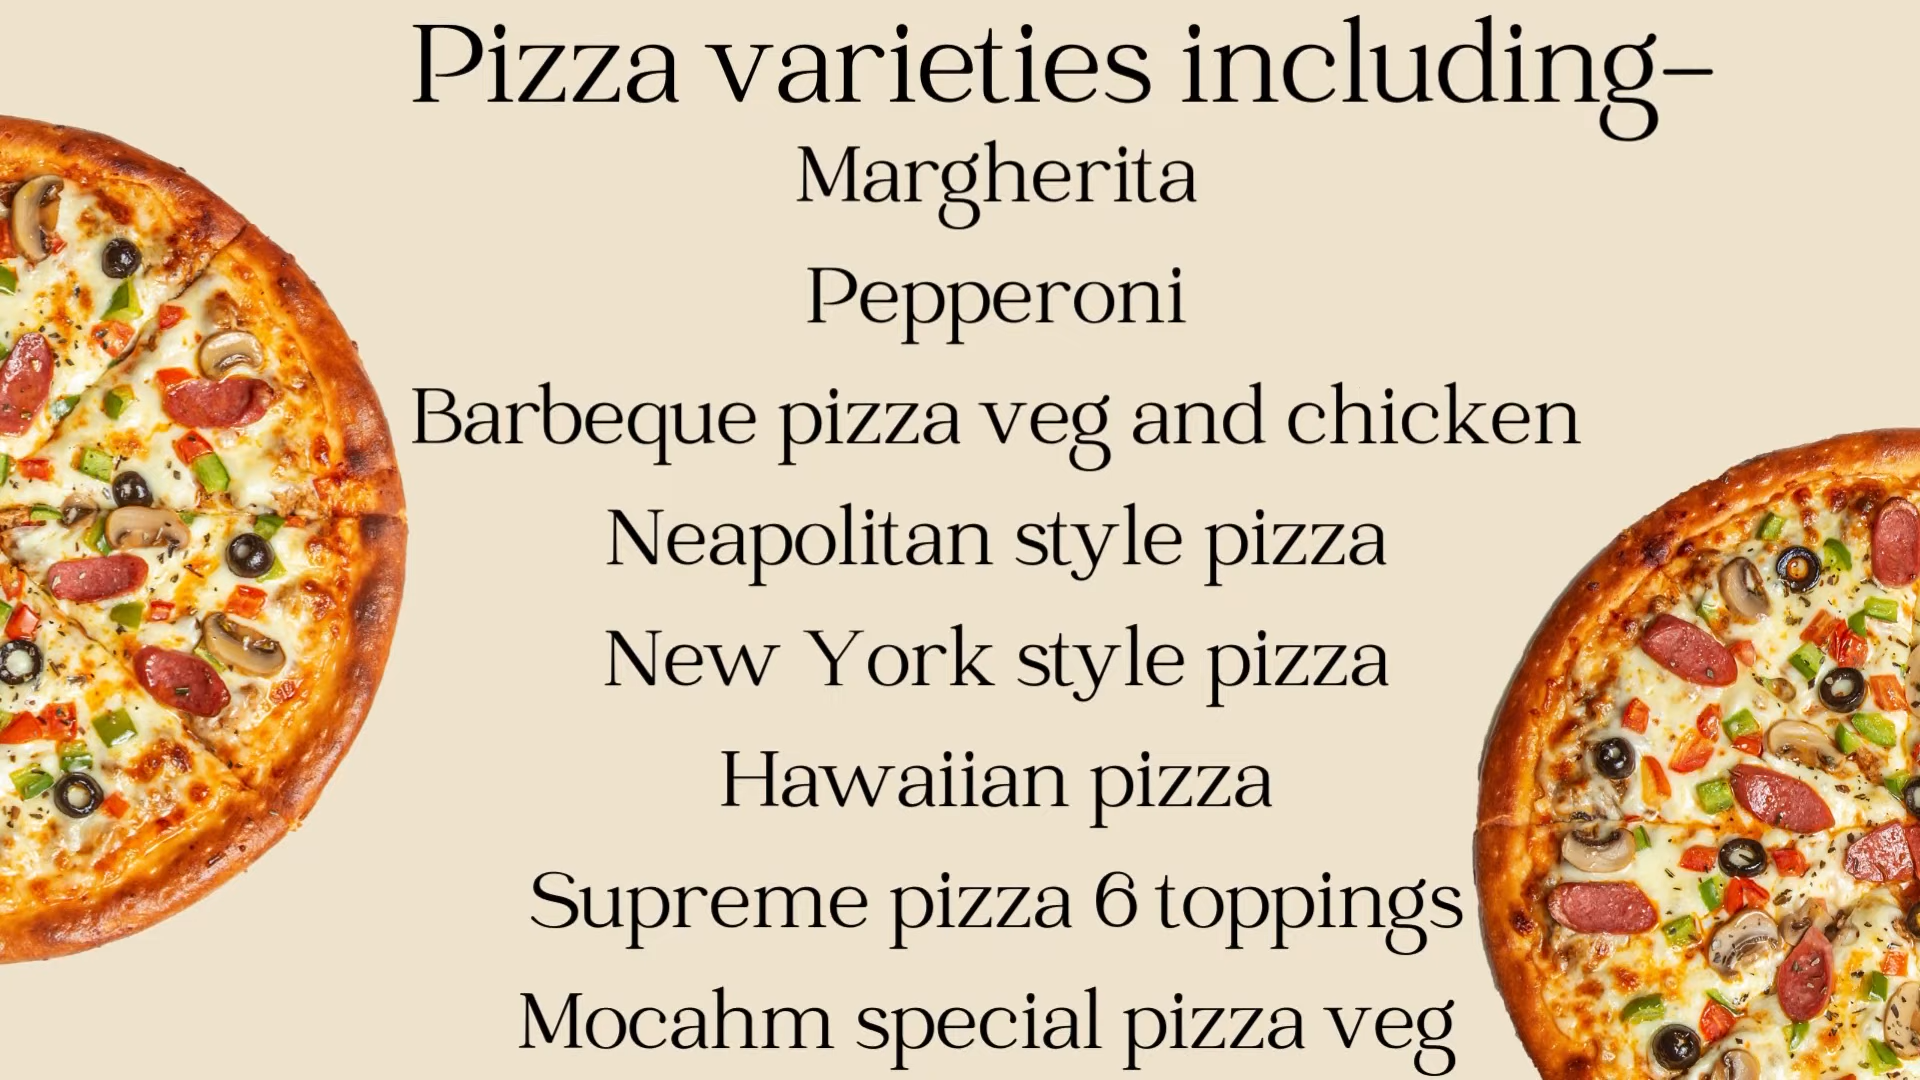 Pizza varieties including–
Margherita
Pepperoni
Barbeque pizza veg and chicken
Neapolitan style pizza
New York style pizza
Hawaiian pizza
Supreme pizza 6 toppings
Mocahm special pizza veg